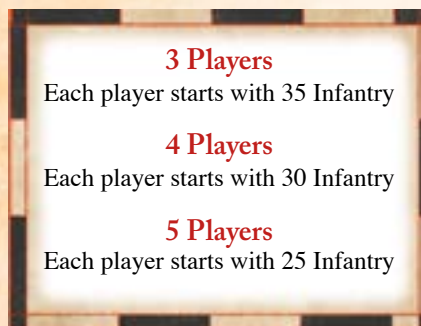 3 Players
Each player starts with 35 Infantry
4 Players
Each player starts with 30 Infantry
5 Players
Each player starts with 25 Infantry